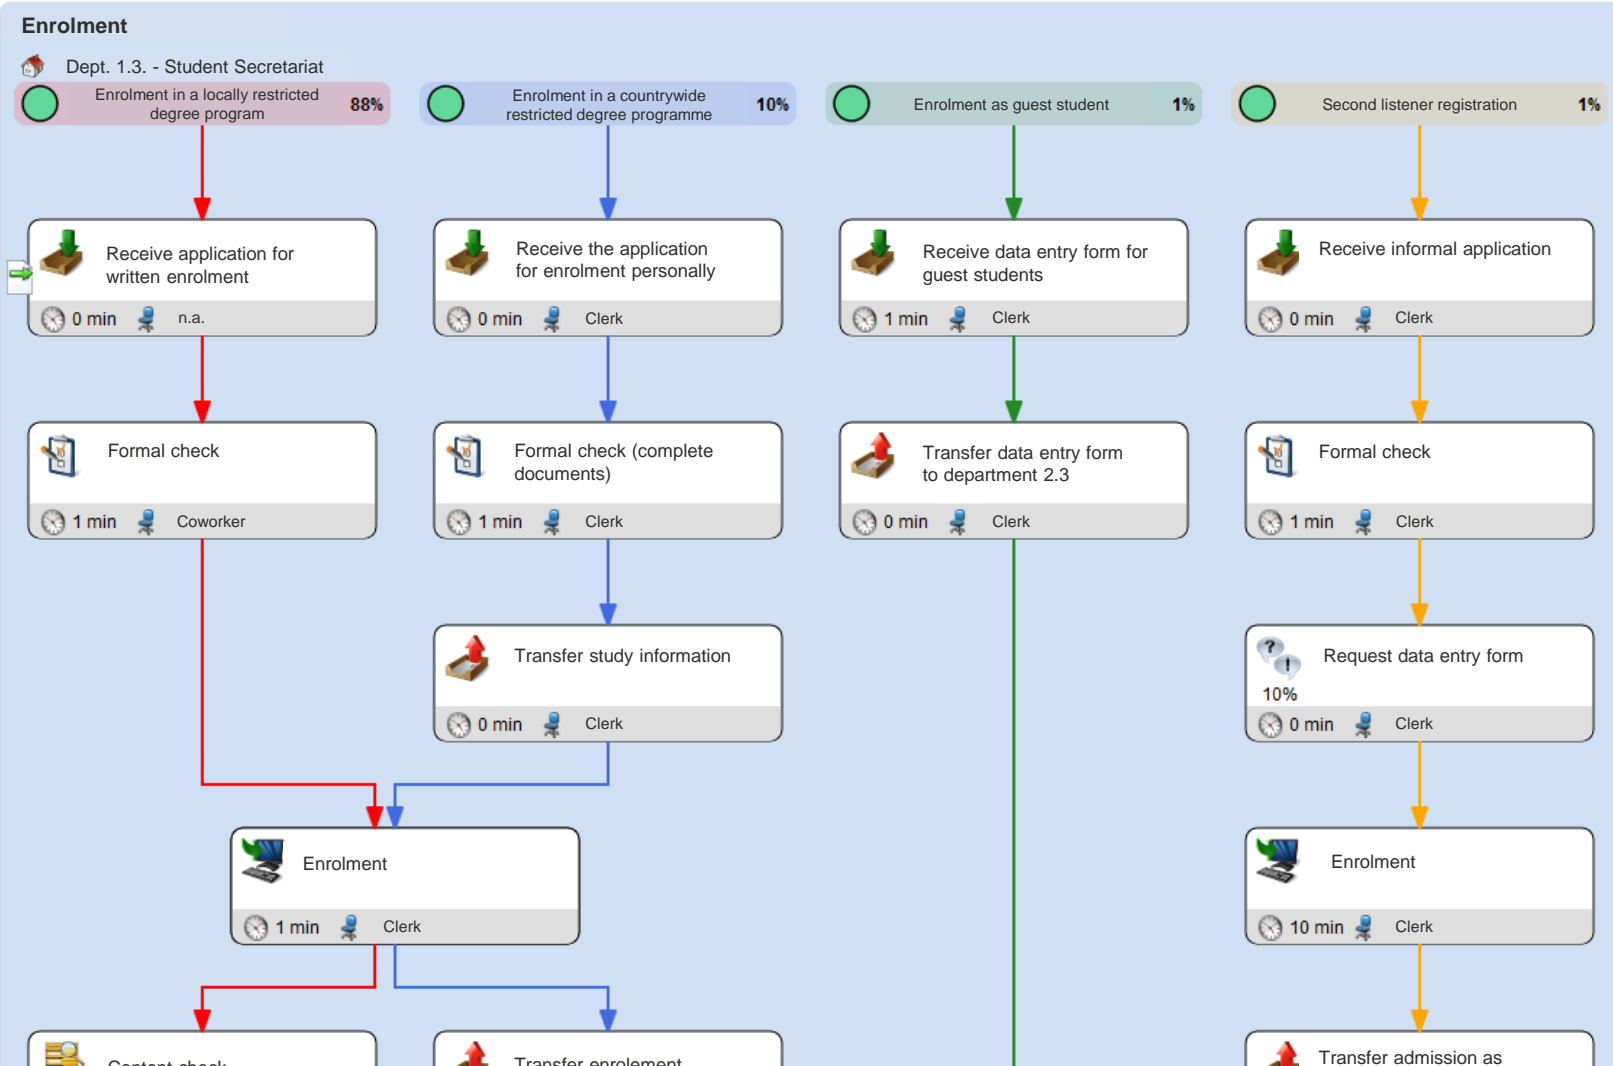 Enrolment
Dept. 1.3. - Student Secretariat
Enrolment in a locally restricted
degree program
88%
Enrolment in a countrywide
restricted degree programme
10%
Enrolment as guest student
1%
Second listener registration
1%
Receive application for
written enrolment
0 min
n.a.
Receive the application
for enrolment personally
0 min
Clerk
Receive data entry form for
guest students
1 min
Clerk
Receive informal application
0 min
Clerk
Formal check
1 min
Coworker
Formal check (complete
documents)
1 min
Clerk
Transfer data entry form
to department 2.3
0 min
Clerk
Formal check
1 min
Clerk
Transfer study information
0 min
Clerk
Request data entry form
10%
0 min
Clerk
Enrolment
1 min
Clerk
Enrolment
10 min
Clerk
Content check
Transfer enrolement
Transfer admission as